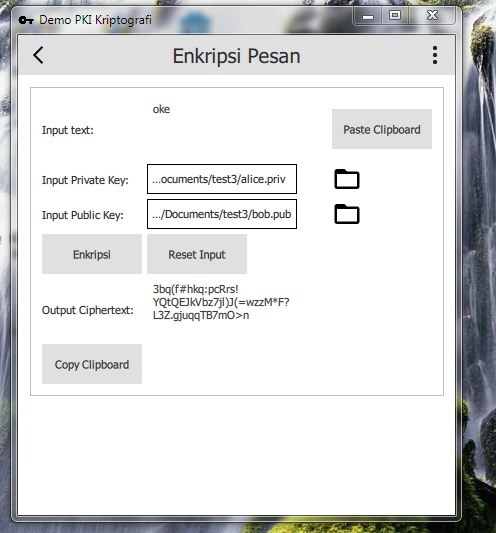 Demo PKI Kriptografi
Enkripsi Pesan
oke
Input text:
Paste Clipboard
Input Private Key:
...ocuments/test3/alice.priv
Input Public Key:
.../Documents/test3/bob.pub
Enkripsi
Reset Input
Output Ciphertext:
3bq(f#hkq:pcRrs!
YQtQEJkVbz7jl)J(=wzzM*F?
L3Z.gjuqqTB7mO>n
Copy Clipboard